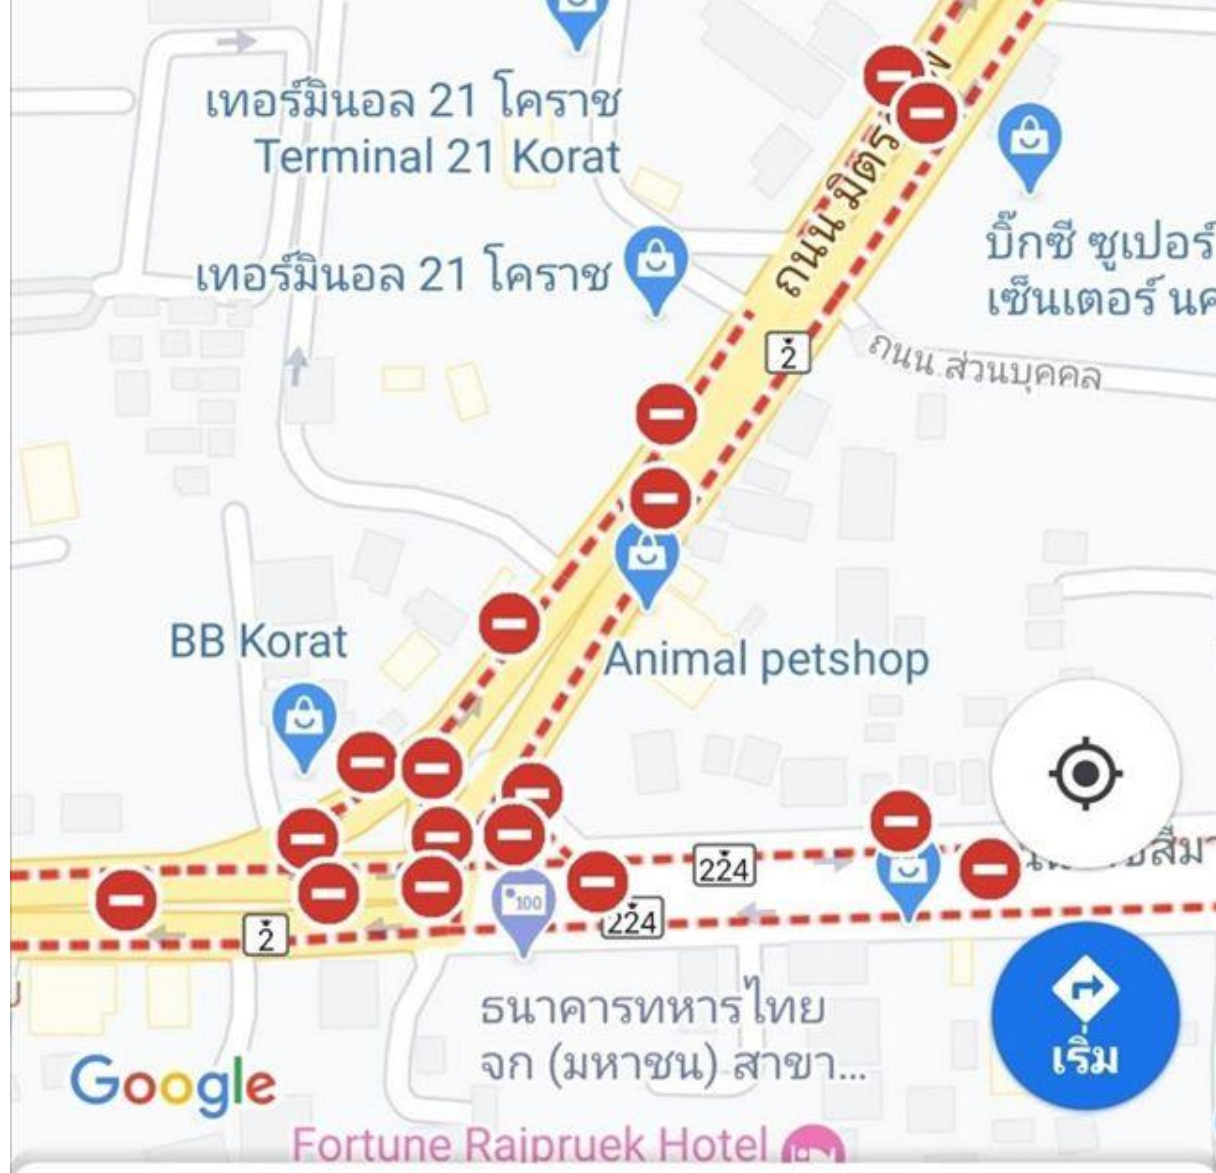 เทอร์มินอล 21 โคราช
Terminal 21 Korat
ถนน มิตร
บิ๊กซี ซูเปอร์
เซ็นเตอร์ นค
เทอร์มินอล 21 โคราช
2
ถนน ส่วนบุคคล
BB Korat
Animal petshop
224
100
224
2
ธนาคารทหารไทย
จก (มหาชน) สาขา...
เริ่ม
Google
Fortune Rajpruek Hotel